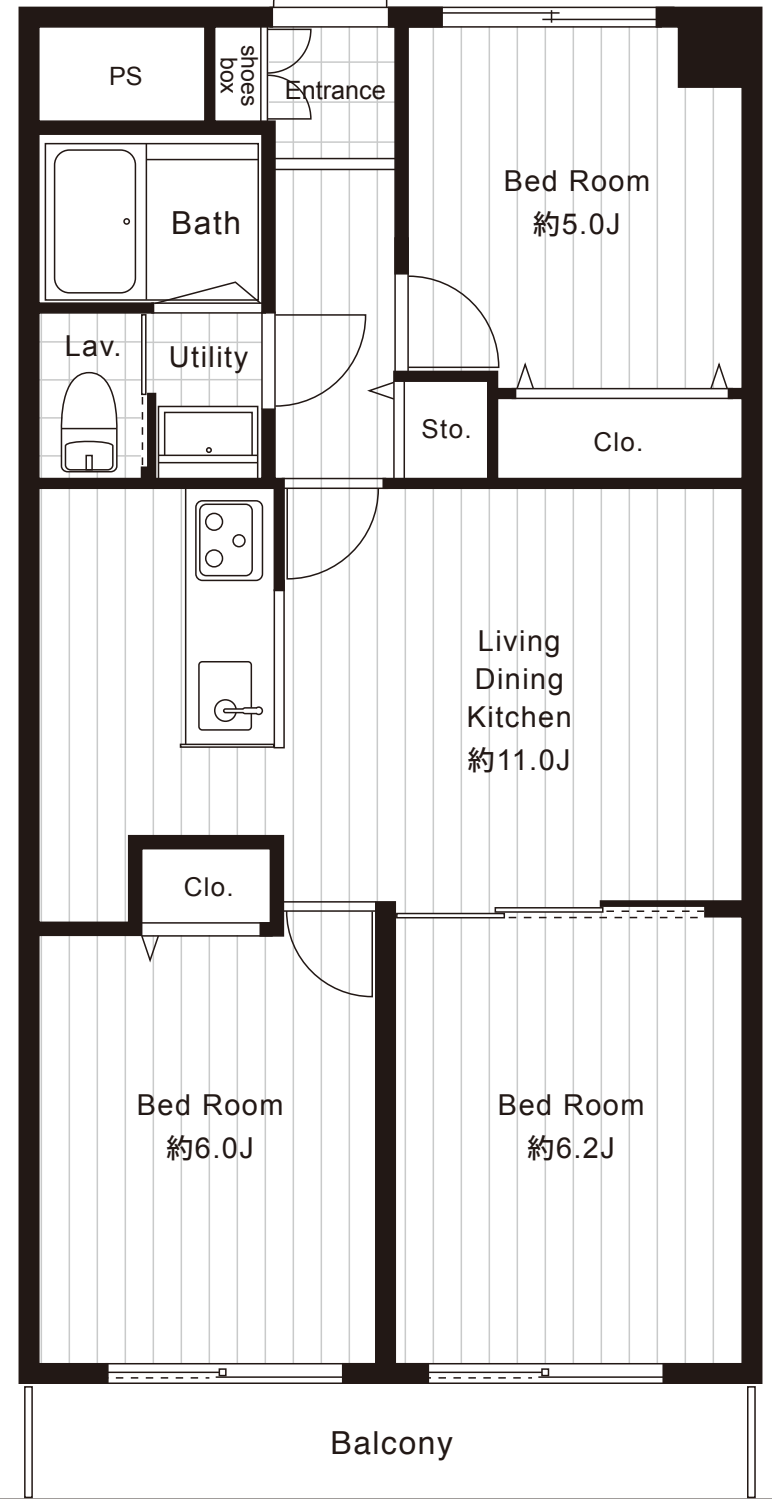 PS
shoes
box
Entrance
Bed Room
約5.0J
Bath
Lav.
Utility
Sto.
Clo.
Living
Dining
Kitchen
約11.0J
Clo.
Bed Room
約6.0J
Bed Room
約6.2J
Balcony